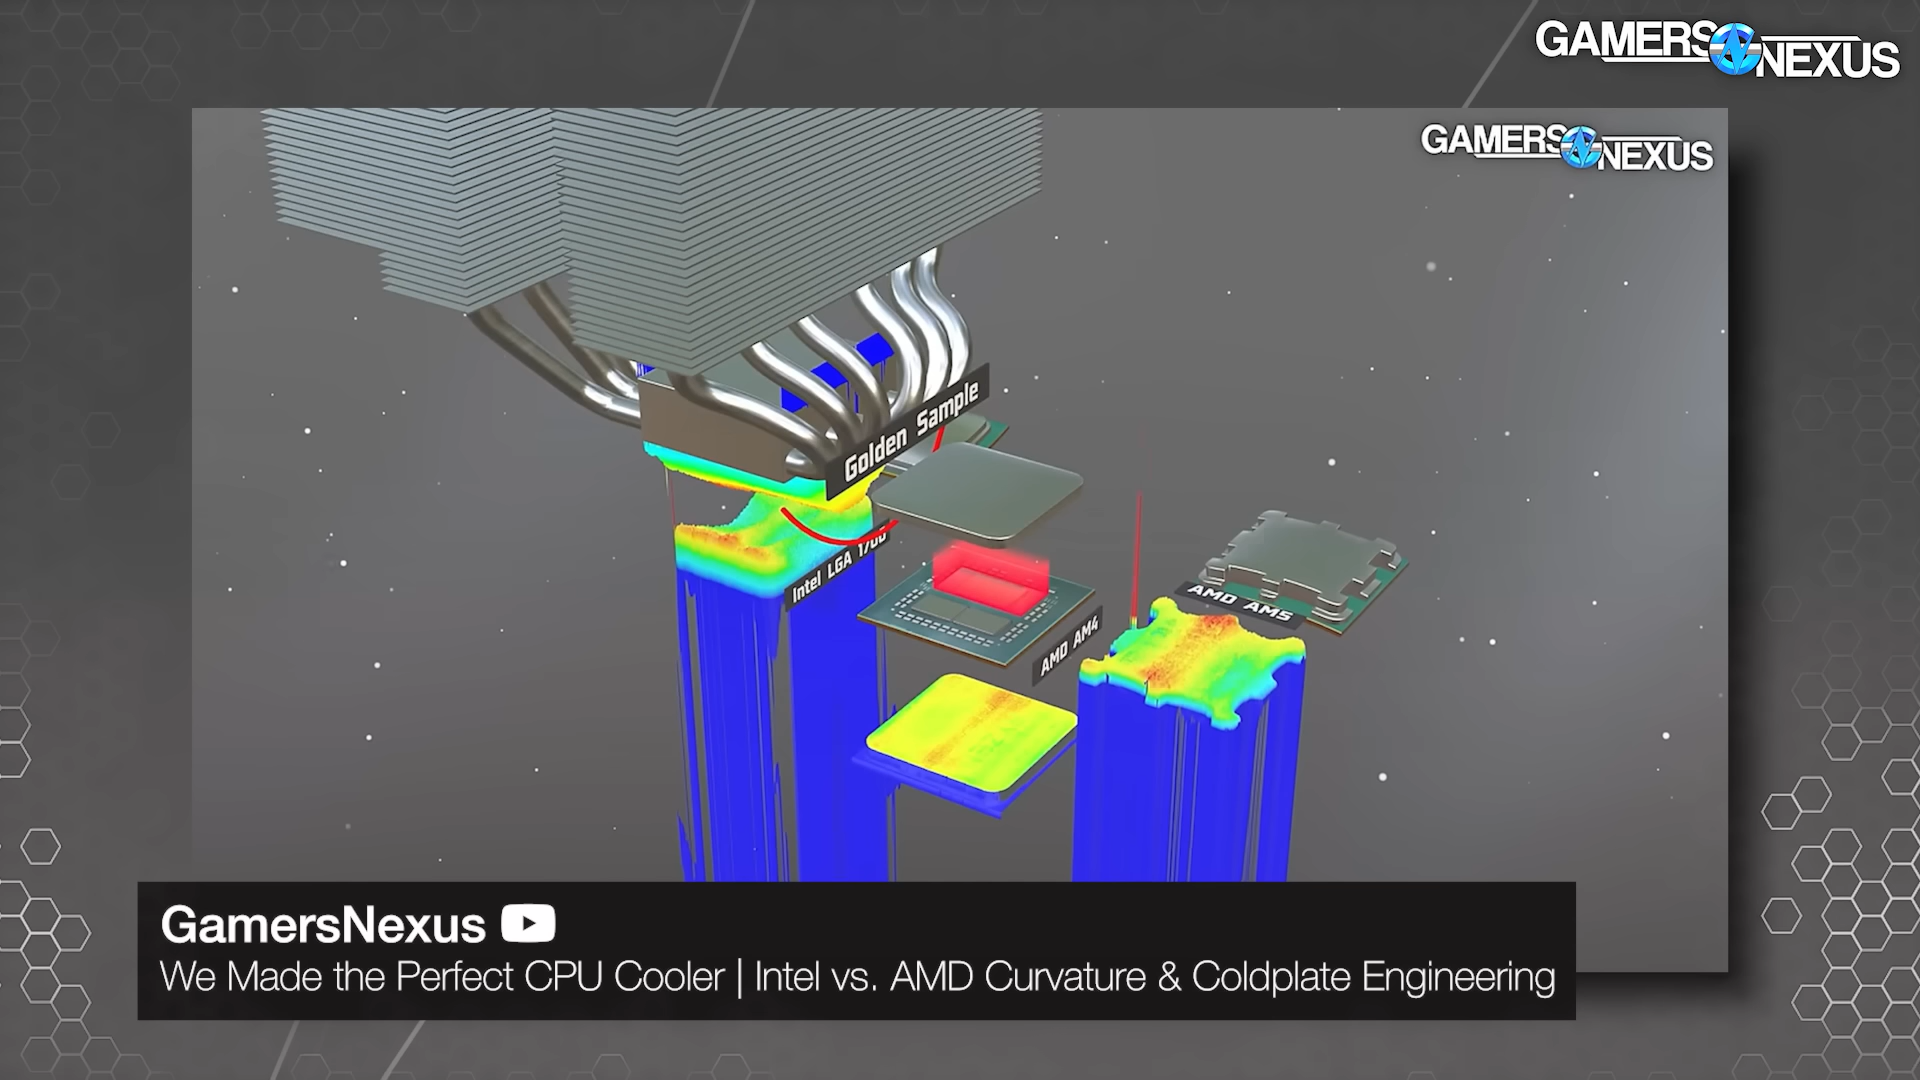 GAMERS NEXUS
GAMERS NEXUS
Golden Sample
Intel LGA 1700
AMD AM4
AMD AM5
GamersNexus
We Made the Perfect CPU Cooler | Intel vs. AMD Curvature & Coldplate Engineering